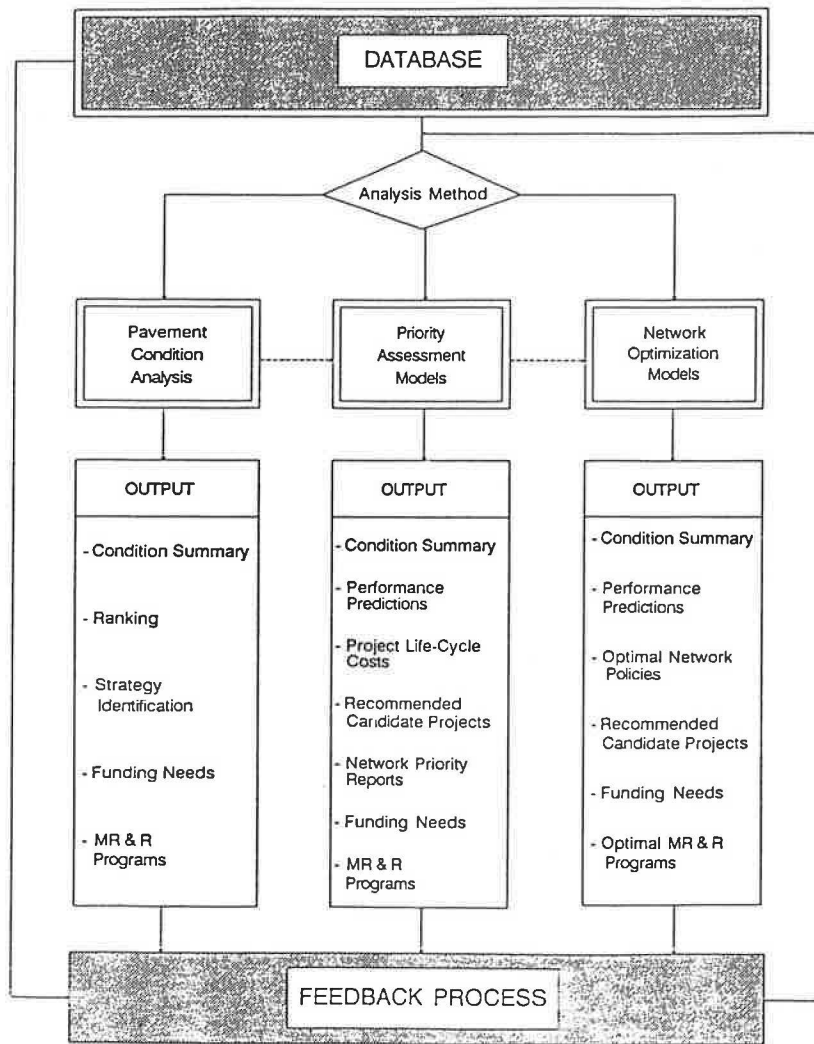 DATABASE
Analysis Method
Pavement
Condition
Analysis
Priority
Assessment
Models
Network
Optimization
Models
OUTPUT
- Condition Summary
- Ranking
- Strategy
Identification
- Funding Needs
- MR & R
Programs
OUTPUT
- Condition Summary
- Performance
Predictions
- Project Life-Cycle
Costs
- Recommended
Candidate Projects
- Network Priority
Reports
- Funding Needs
- MR & R
Programs
OUTPUT
- Condition Summary
- Performance
Predictions
- Optimal Network
Policies
- Recommended
Candidate Projects
- Funding Needs
- Optimal MR & R
Programs
FEEDBACK PROCESS